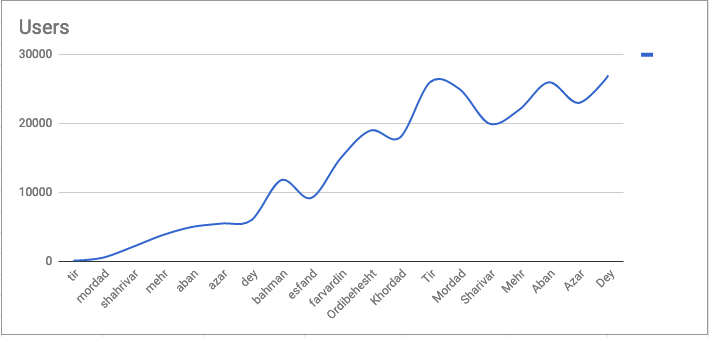 Users
30000
20000
10000
0
tir
mordad
shahrivar
mehr
aban
azar
dey
bahman
esfand
farvardin
Ordibehesht
Khordad
Tir
Mordad
Sharivar
Mehr
Aban
Azar
Dey